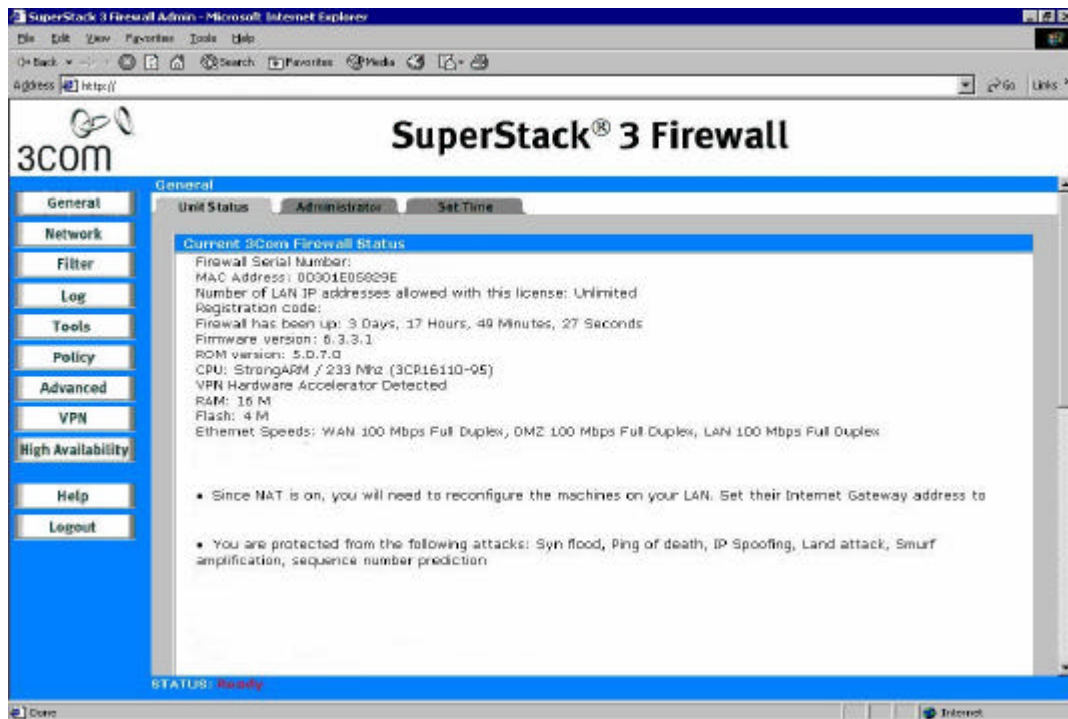 SuperStack 3 Firewall Admin - Microsoft Internet Explorer
File Edit View Favorites Tools Help
Back Search Favorites Media
Address http:// Go Links
3COM
SuperStack® 3 Firewall
General
Unit Status Administrator Set Time
General
Network
Filter
Log
Tools
Policy
Advanced
VPN
High Availability
Help
Logout
Current 3Com Firewall Status
Firewall Serial Number:
MAC Address: 00301E05829E
Number of LAN IP addresses allowed with this license: Unlimited
Registration code:
Firewall has been up: 3 Days, 17 Hours, 49 Minutes, 27 Seconds
Firmware version: 6.3.3.1
ROM version: 5.0.7.0
CPU: StrongARM / 233 Mhz (3CR16110-95)
VPN Hardware Accelerator Detected
RAM: 16 M
Flash: 4 M
Ethernet Speeds: WAN 100 Mbps Full Duplex, DMZ 100 Mbps Full Duplex, LAN 100 Mbps Full Duplex
• Since NAT is on, you will need to reconfigure the machines on your LAN. Set their Internet Gateway address to
• You are protected from the following attacks: Syn flood, Ping of death, IP Spoofing, Land attack, Smurf
amplification, sequence number prediction
STATUS: Ready
Done Internet